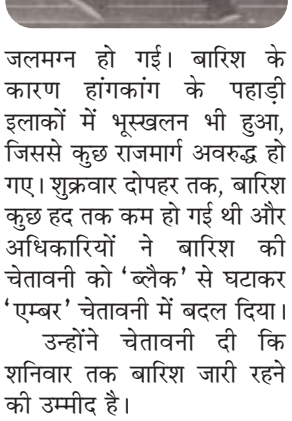 जलमग्न हो गई। बारिश के
कारण हांगकांग के पहाड़ी
इलाकों में भूस्खलन भी हुआ,
जिससे कुछ राजमार्ग अवरुद्ध हो
गए। शुक्रवार दोपहर तक, बारिश
कुछ हद तक कम हो गई थी और
अधिकारियों ने बारिश की
चेतावनी को ‘ब्लैक’ से घटाकर
‘एम्बर’ चेतावनी में बदल दिया।
उन्होंने चेतावनी दी कि
शनिवार तक बारिश जारी रहने
की उम्मीद है।